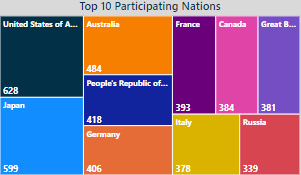 Top 10 Participating Nations
United States of A...
628
Japan
599
Australia
484
People's Republic of...
418
Germany
406
France
393
Canada
384
Great B...
381
Italy
378
Russia
339